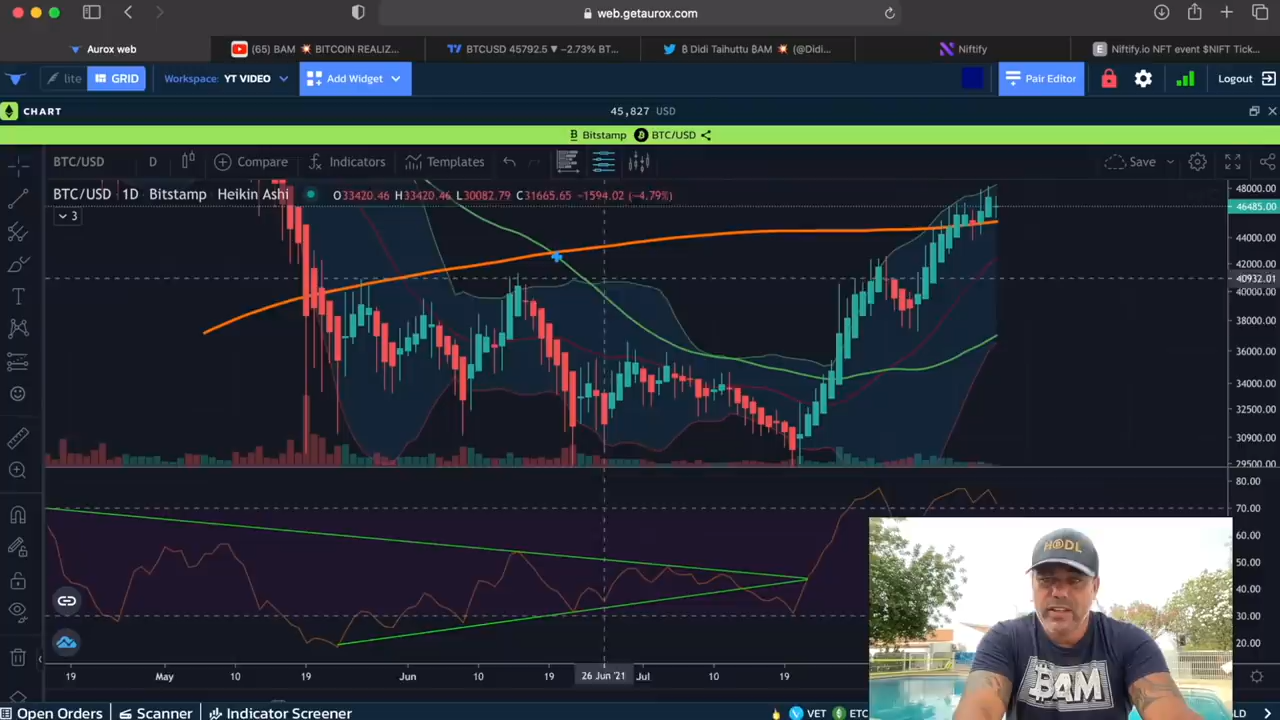 web.getaurox.com
Aurox web
(65) BAM 💥 BITCOIN REALIZ...
BTCUSD 45792.5 ▼ −2.73% BT...
₿ Didi Taihuttu ₿AM 💥 (@Didi...
Niftify
E Niftify.io NFT event $NIFT Tick...
lite
GRID
Workspace: YT VIDEO
Add Widget
Pair Editor
Logout
CHART
45,827 USD
Bitstamp BTC/USD
BTC/USD D Compare Indicators Templates Save
BTC/USD 1D Bitstamp Heikin Ashi O33420.46 H33420.46 L30082.79 C31665.65 −1594.02 (−4.79%)
3
48000.00
46485.00
44000.00
42000.00
40932.01
40000.00
38000.00
36000.00
34000.00
32500.00
30900.00
29500.00
80.00
70.00
60.00
50.00
40.00
30.00
20.00
HODL
BAM
19 May 10 19 Jun 10 19 26 Jun '21 Jul 10 19
Open Orders Scanner Indicator Screener VET ETC